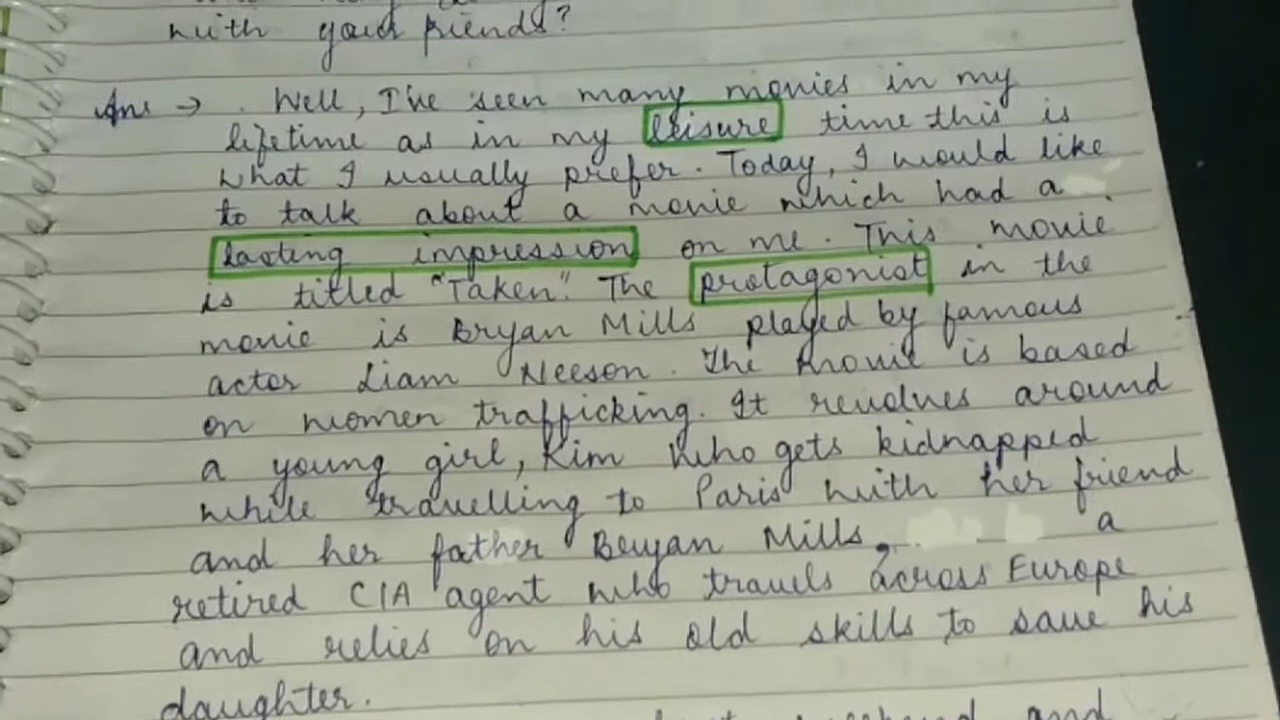 with your friends?
Ans → . Well, I've seen many movies in my
lifetime as in my leisure time this is
what I usually prefer. Today, I would like
to talk about a movie which had a
lasting impression on me. This movie
is titled "Taken". The protagonist in the
movie is Bryan Mills played by famous
actor Liam Neeson. The movie is based
on women trafficking. It revolves around
a young girl, Kim who gets kidnapped
while travelling to Paris with her friend
and her father Bryan Mills, a
retired CIA agent who travels across Europe
and relies on his old skills to save his
daughter.
and